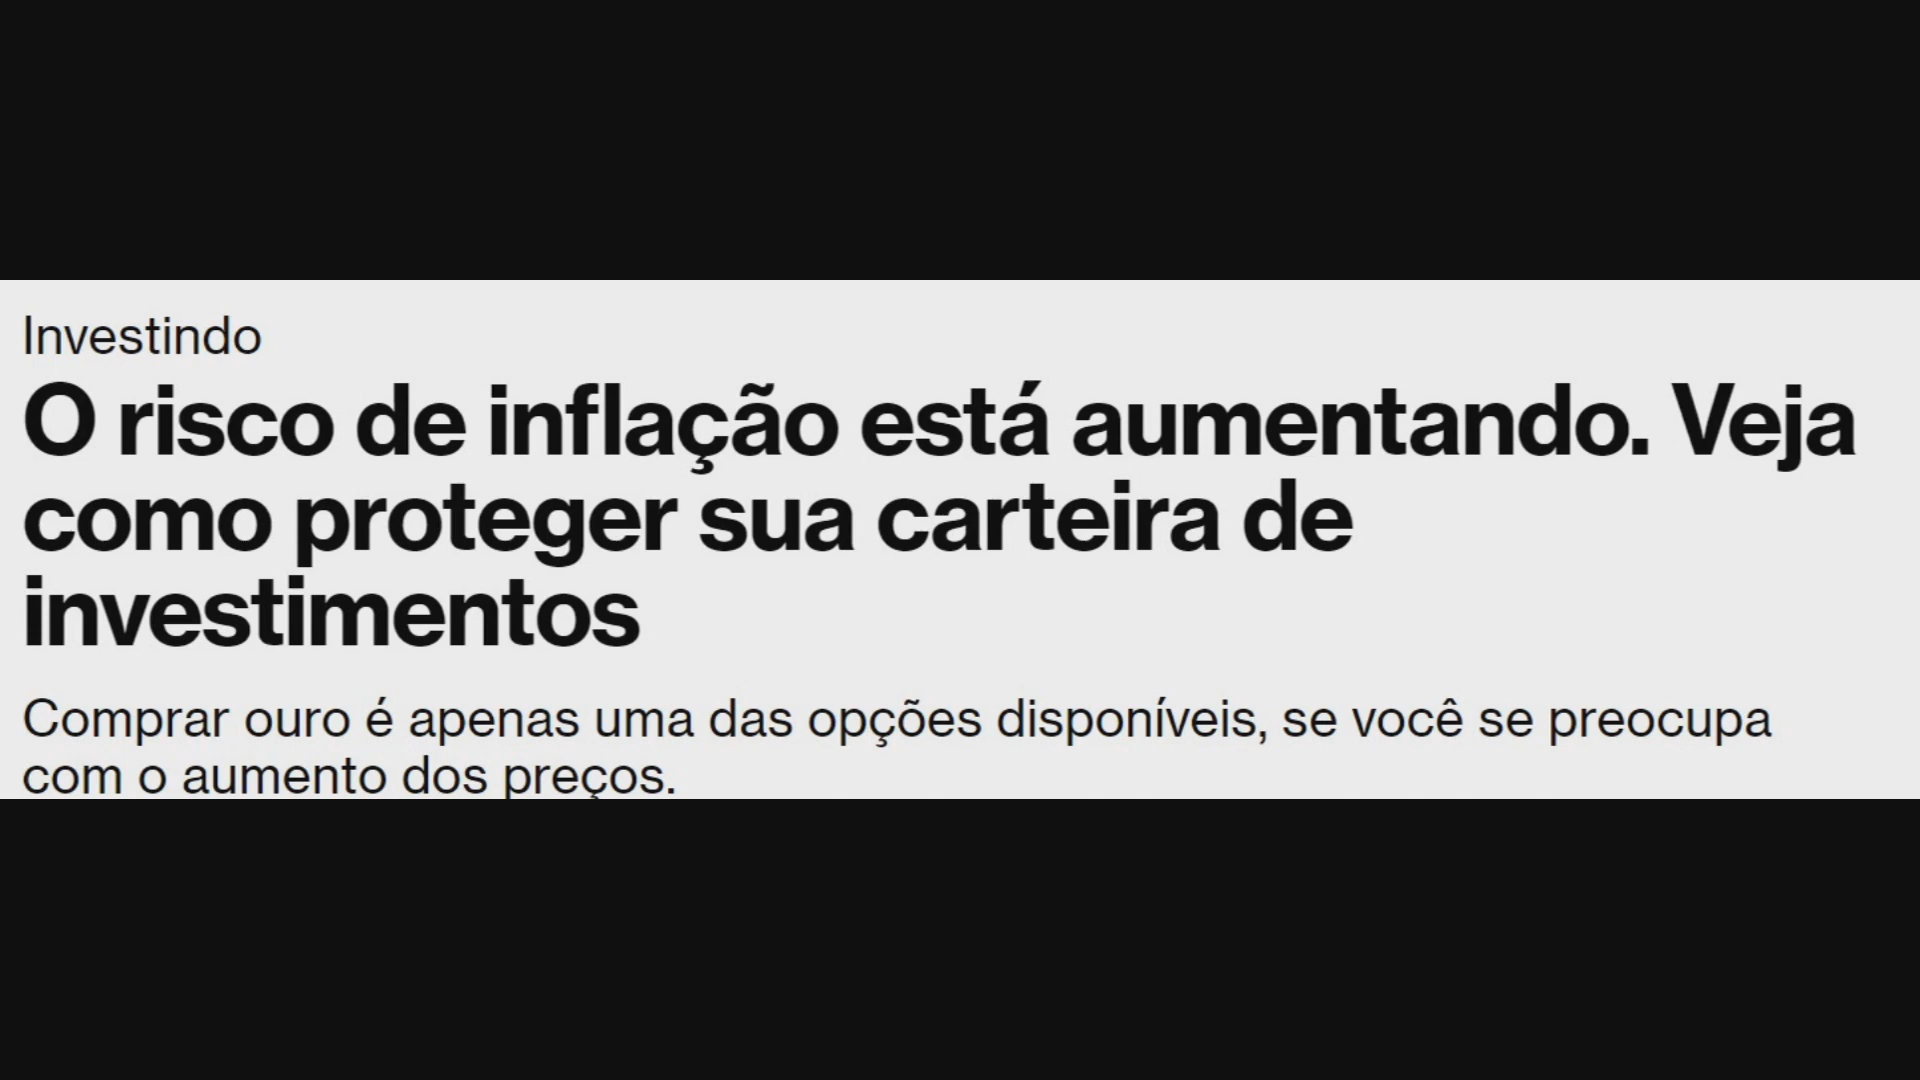 Investindo
O risco de inflação está aumentando. Veja
como proteger sua carteira de
investimentos
Comprar ouro é apenas uma das opções disponíveis, se você se preocupa
com o aumento dos preços.